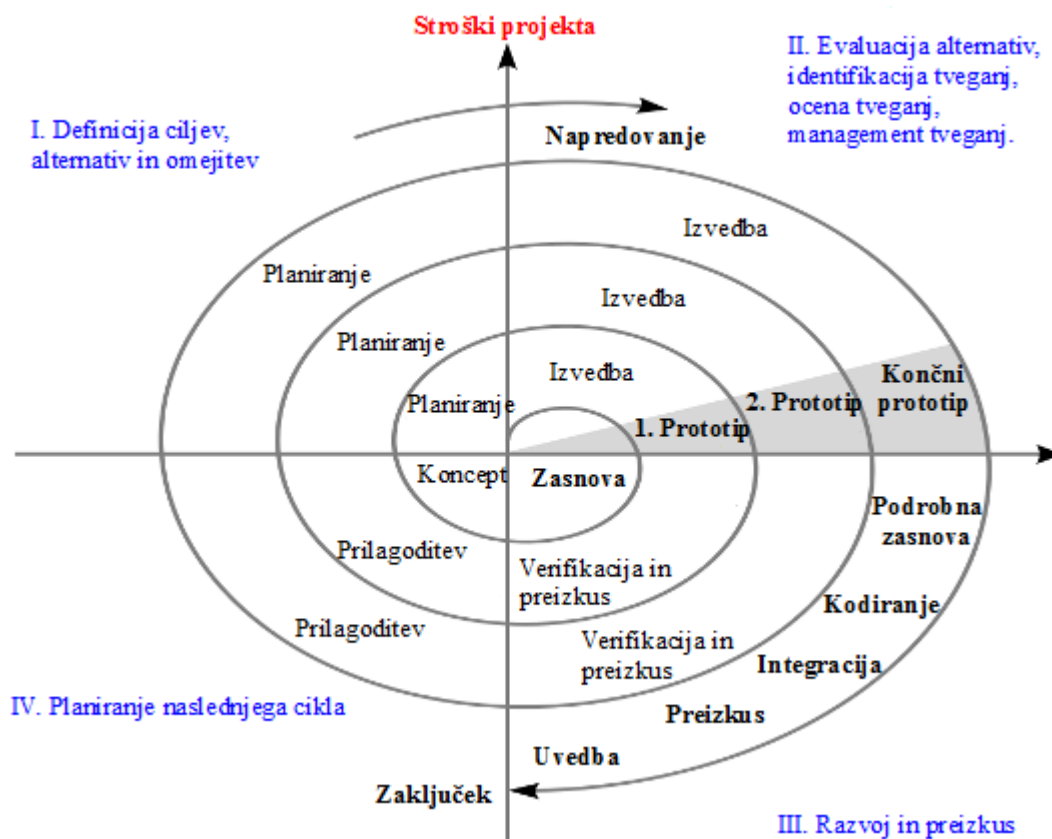 Stroški projekta
II. Evaluacija alternativ,
identifikacija tveganj,
ocena tveganj,
management tveganj.
I. Definicija ciljev,
alternativ in omejitev
Napredovanje
Izvedba
Planiranje
Izvedba
Planiranje
Izvedba
Planiranje
Končni
prototip
2. Prototip
1. Prototip
Koncept
Zasnova
Podrobna
zasnova
Prilagoditev
Verifikacija in
preizkus
Kodiranje
Prilagoditev
Verifikacija in
preizkus
Integracija
IV. Planiranje naslednjega cikla
Preizkus
Uvedba
Zaključek
III. Razvoj in preizkus